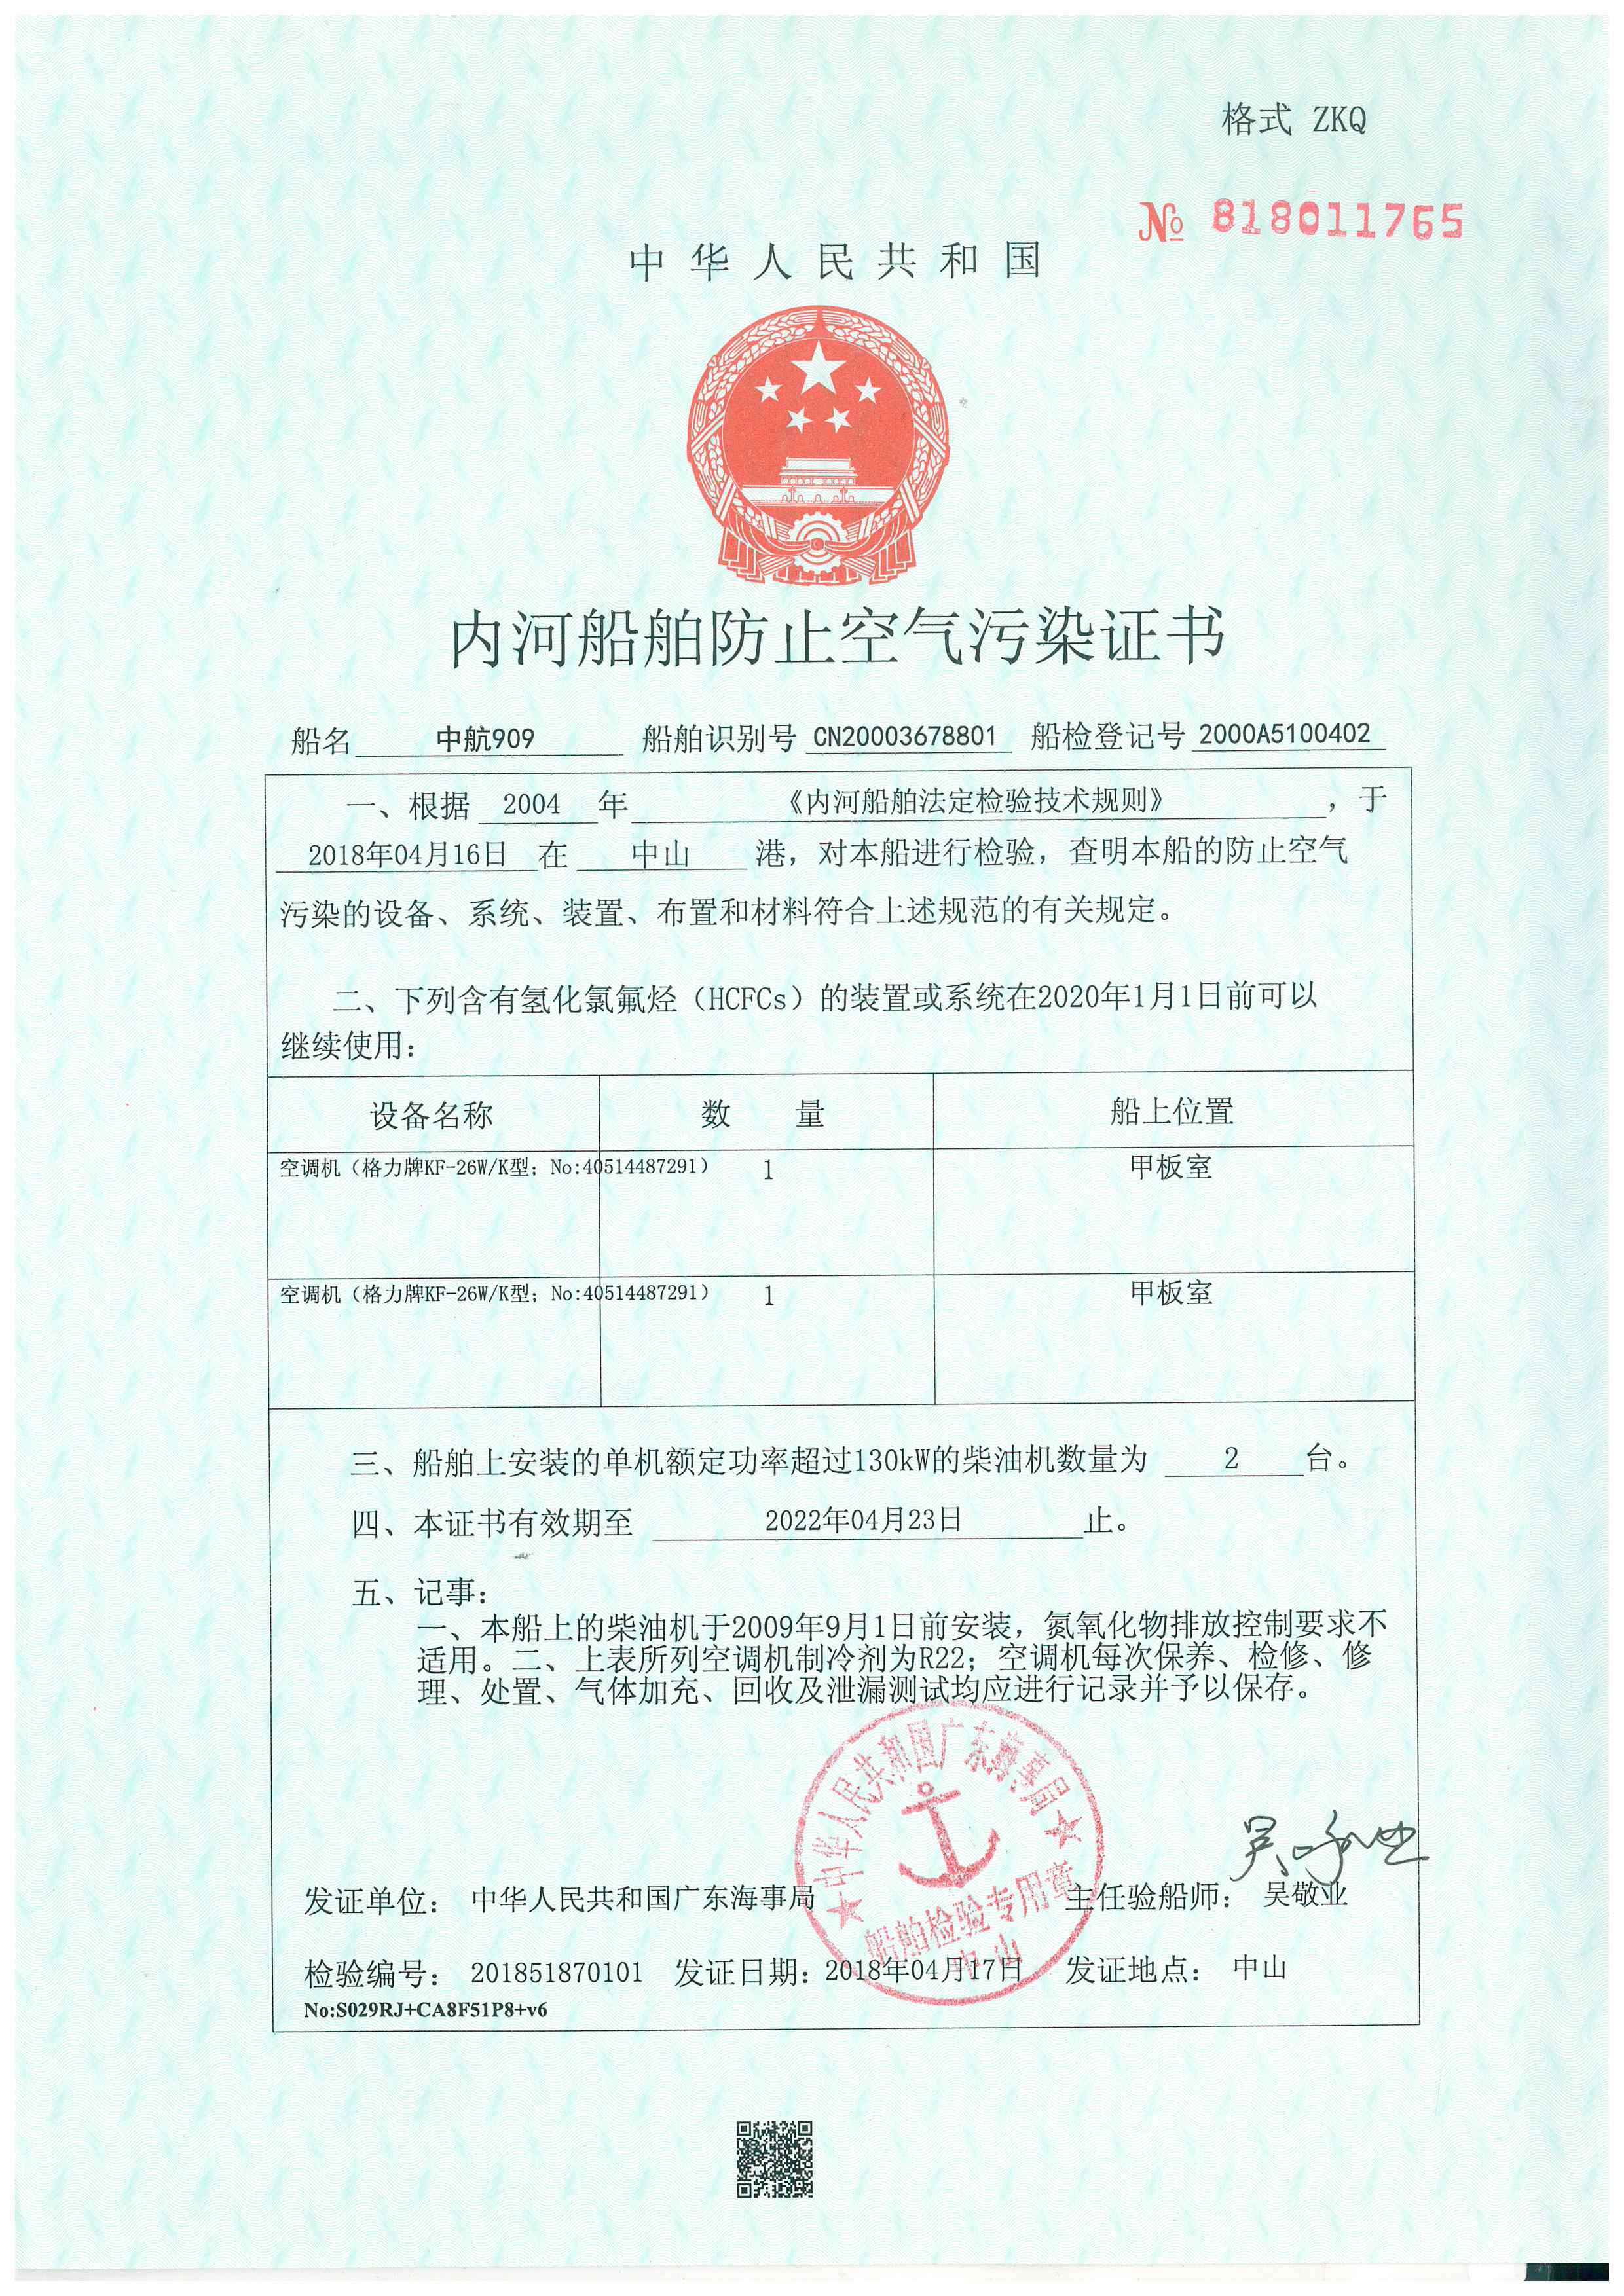 格式 ZKQ
№ 818011765
中华人民共和国
内河船舶防止空气污染证书
船名 中航909 船舶识别号 CN20003678801 船检登记号 2000A5100402
一、根据 2004 年 《内河船舶法定检验技术规则》 ，于
2018年04月16日 在 中山 港，对本船进行检验，查明本船的防止空气
污染的设备、系统、装置、布置和材料符合上述规范的有关规定。
二、下列含有氢化氯氟烃（HCFCs）的装置或系统在2020年1月1日前可以
继续使用：
设备名称 数 量 船上位置
空调机（格力牌KF-26W/K型；No:40514487291） 1 甲板室
空调机（格力牌KF-26W/K型；No:40514487291） 1 甲板室
三、船舶上安装的单机额定功率超过130kW的柴油机数量为 2 台。
四、本证书有效期至 2022年04月23日 止。
五、记事：
一、本船上的柴油机于2009年9月1日前安装，氮氧化物排放控制要求不
适用。二、上表所列空调机制冷剂为R22；空调机每次保养、检修、修
理、处置、气体加充、回收及泄漏测试均应进行记录并予以保存。
中华人民共和国广东海事局
船舶检验专用章
中山
发证单位： 中华人民共和国广东海事局 主任验船师： 吴敬业
检验编号： 201851870101 发证日期：2018年04月17日 发证地点： 中山
No:S029RJ+CA8F51P8+v6